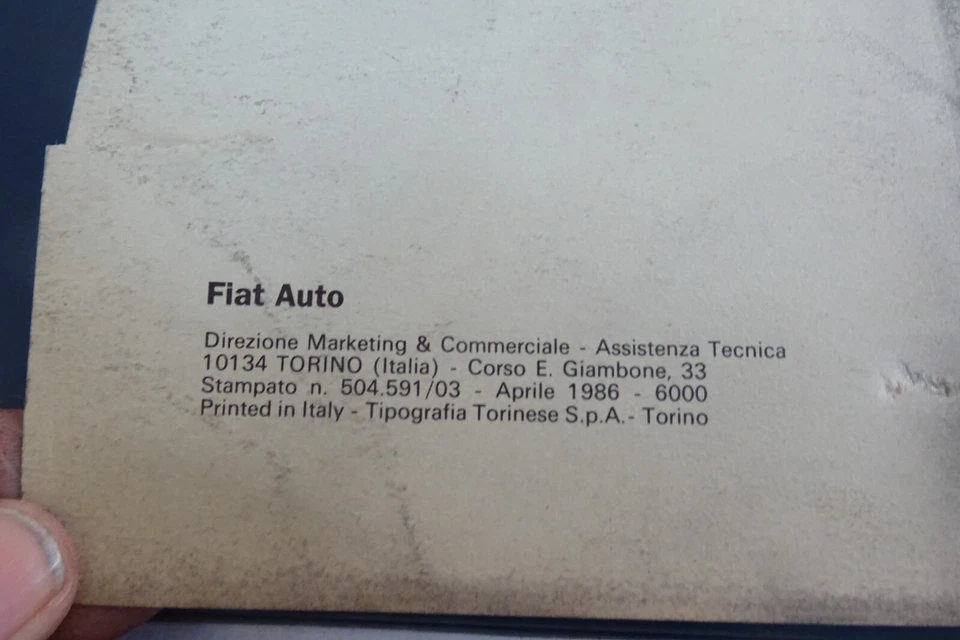 Fiat Auto
Direzione Marketing & Commerciale - Assistenza Tecnica
10134 TORINO (Italia) - Corso E. Giambone, 33
Stampato n. 504.591/03 - Aprile 1986 - 6000
Printed in Italy - Tipografia Torinese S.p.A. - Torino